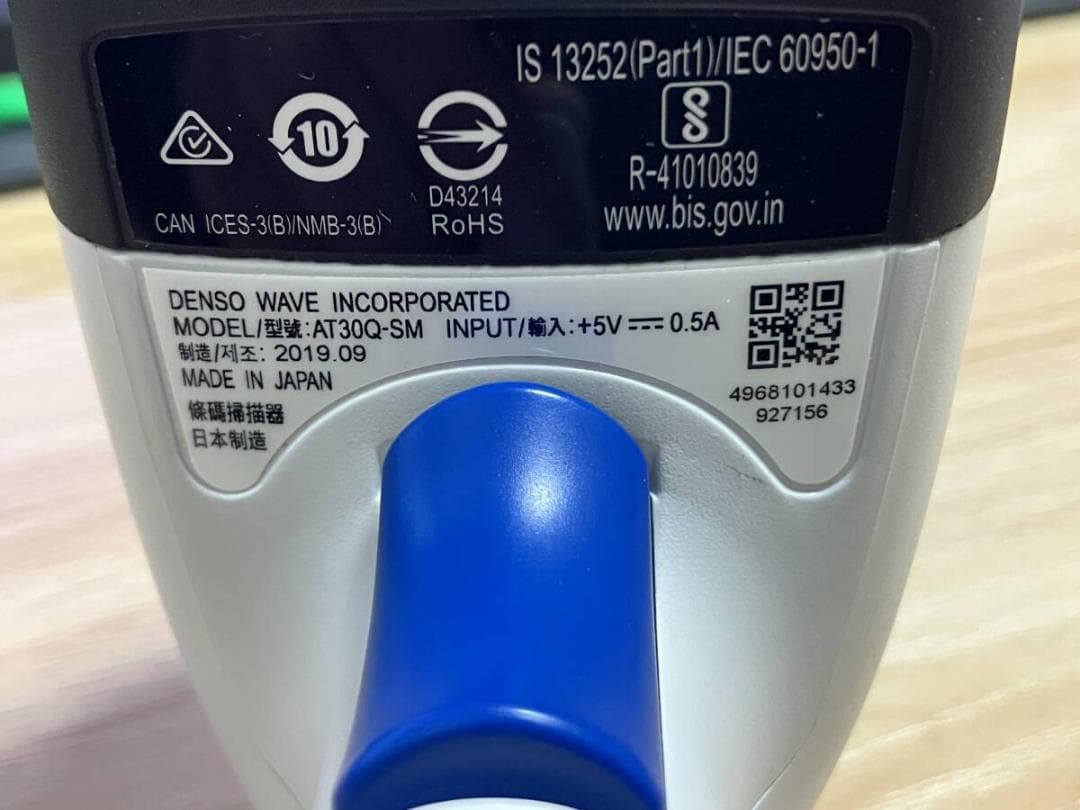 IS 13252(Part1)/IEC 60950-1
10
R-41010839
www.bis.gov.in
D43214
RoHS
CAN ICES-3(B)/NMB-3(B)
DENSO WAVE INCORPORATED
MODEL/型號:AT30Q-SM INPUT/輸入:+5V ⎓ 0.5A
制造/제조: 2019.09
MADE IN JAPAN
條碼掃描器
日本制造
4968101433
927156